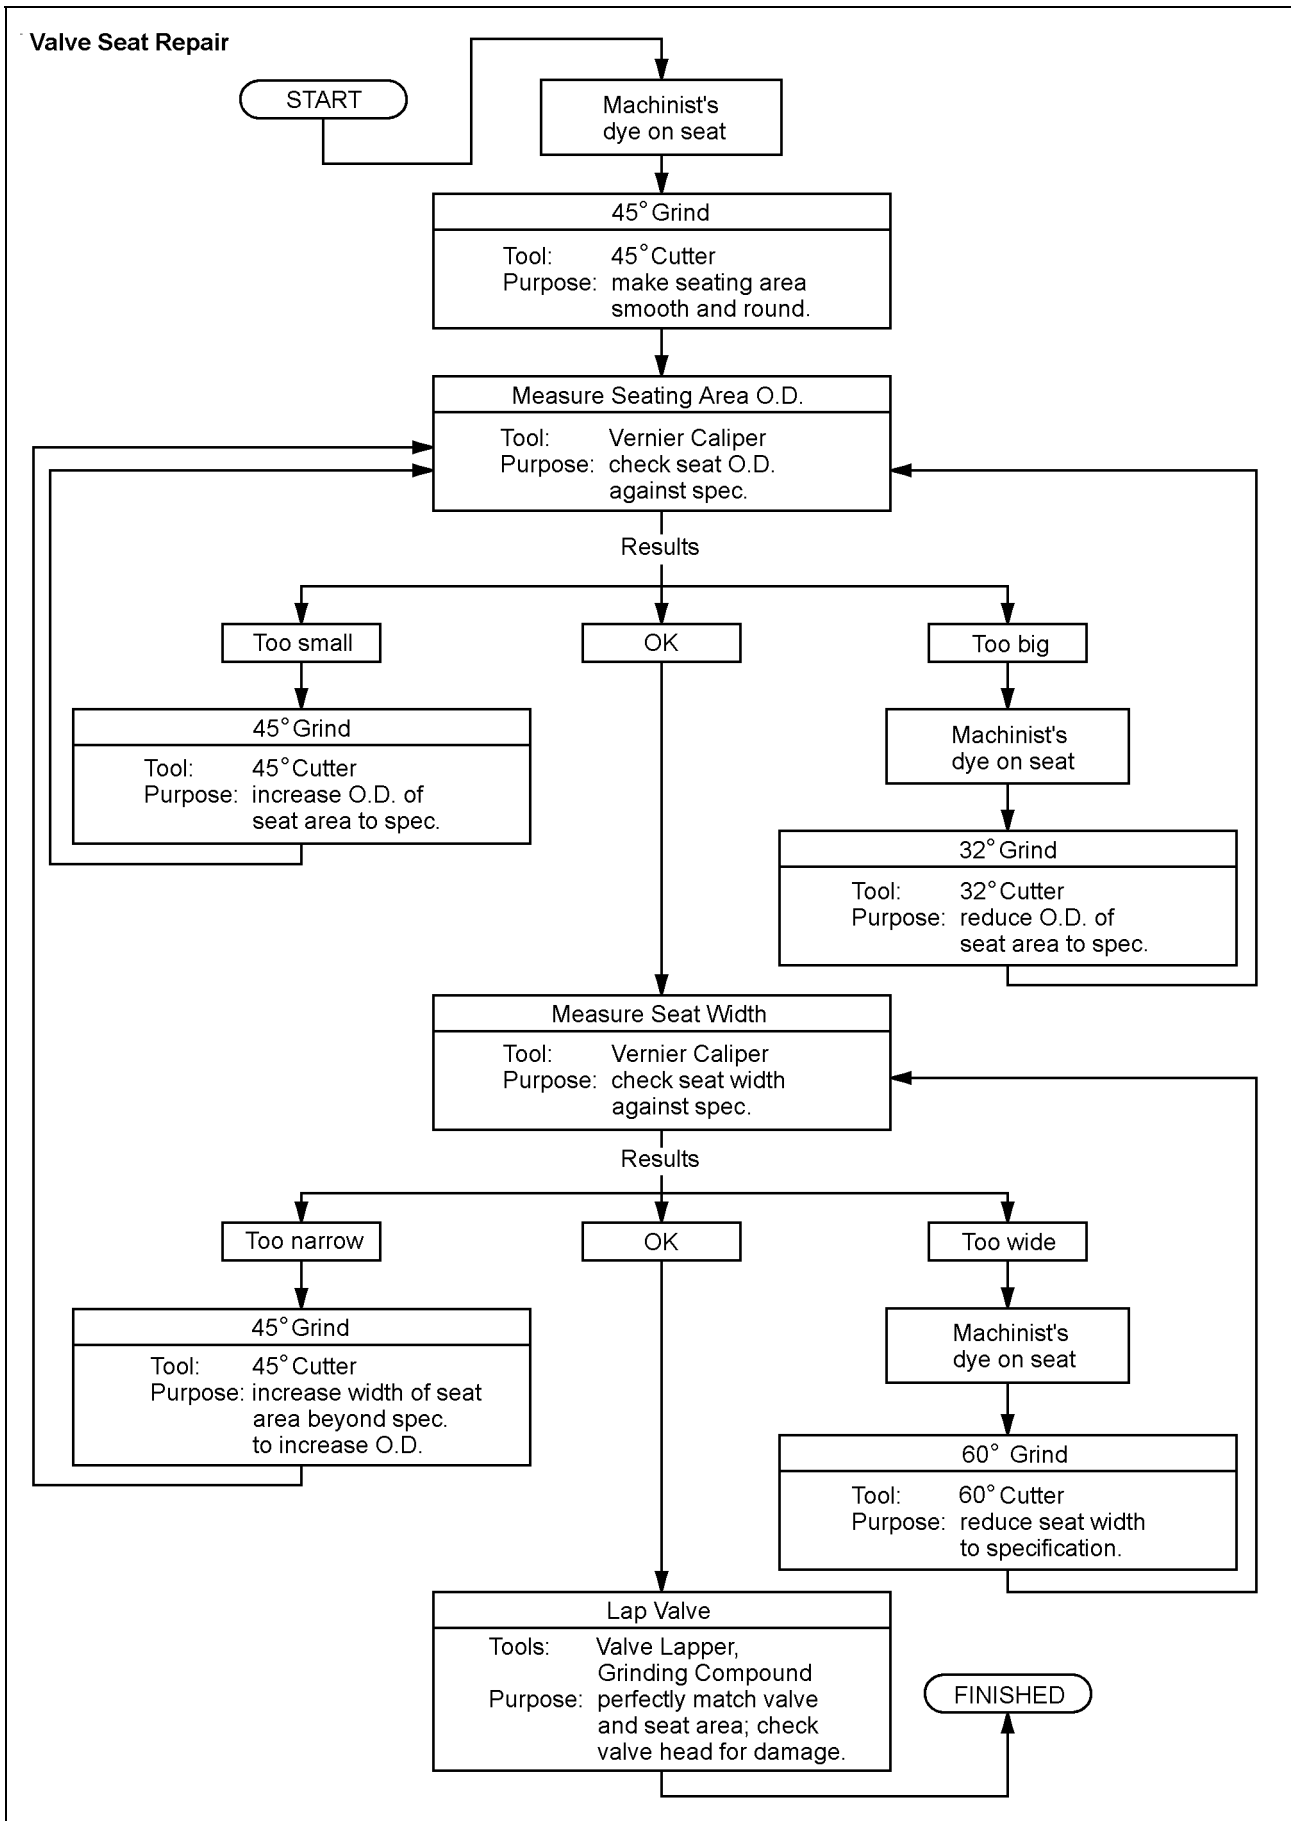 Valve Seat Repair
START
Machinist's
dye on seat
45° Grind
Tool: 45° Cutter
Purpose: make seating area
smooth and round.
Measure Seating Area O.D.
Tool: Vernier Caliper
Purpose: check seat O.D.
against spec.
Results
Too small
OK
Too big
45° Grind
Tool: 45° Cutter
Purpose: increase O.D. of
seat area to spec.
Machinist's
dye on seat
32° Grind
Tool: 32° Cutter
Purpose: reduce O.D. of
seat area to spec.
Measure Seat Width
Tool: Vernier Caliper
Purpose: check seat width
against spec.
Results
Too narrow
OK
Too wide
45° Grind
Tool: 45° Cutter
Purpose: increase width of seat
area beyond spec.
to increase O.D.
Machinist's
dye on seat
60° Grind
Tool: 60° Cutter
Purpose: reduce seat width
to specification.
Lap Valve
Tools: Valve Lapper,
Grinding Compound
Purpose: perfectly match valve
and seat area; check
valve head for damage.
FINISHED